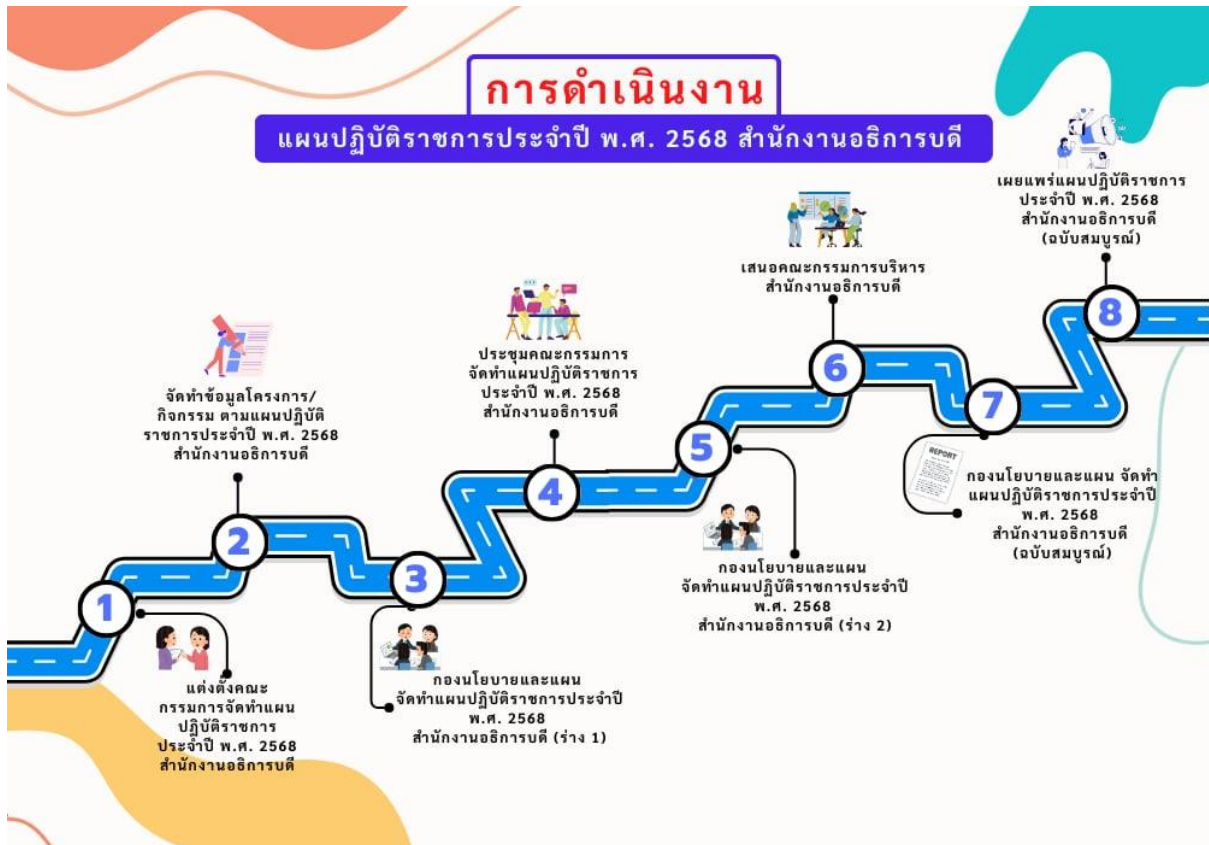 การดำเนินงาน
แผนปฏิบัติราชการประจำปี พ.ศ. 2568 สำนักงานอธิการบดี
1
แต่งตั้งคณะ
กรรมการจัดทำแผน
ปฏิบัติราชการ
ประจำปี พ.ศ. 2568
สำนักงานอธิการบดี
2
จัดทำข้อมูลโครงการ/
กิจกรรม ตามแผนปฏิบัติ
ราชการประจำปี พ.ศ. 2568
สำนักงานอธิการบดี
3
กองนโยบายและแผน
จัดทำแผนปฏิบัติราชการประจำปี
พ.ศ. 2568
สำนักงานอธิการบดี (ร่าง 1)
4
ประชุมคณะกรรมการ
จัดทำแผนปฏิบัติราชการ
ประจำปี พ.ศ. 2568
สำนักงานอธิการบดี
5
กองนโยบายและแผน
จัดทำแผนปฏิบัติราชการประจำปี
พ.ศ. 2568
สำนักงานอธิการบดี (ร่าง 2)
6
เสนอคณะกรรมการบริหาร
สำนักงานอธิการบดี
7
REPORT
กองนโยบายและแผน จัดทำ
แผนปฏิบัติราชการประจำปี
พ.ศ. 2568
สำนักงานอธิการบดี
(ฉบับสมบูรณ์)
8
เผยแพร่แผนปฏิบัติราชการ
ประจำปี พ.ศ. 2568
สำนักงานอธิการบดี
(ฉบับสมบูรณ์)